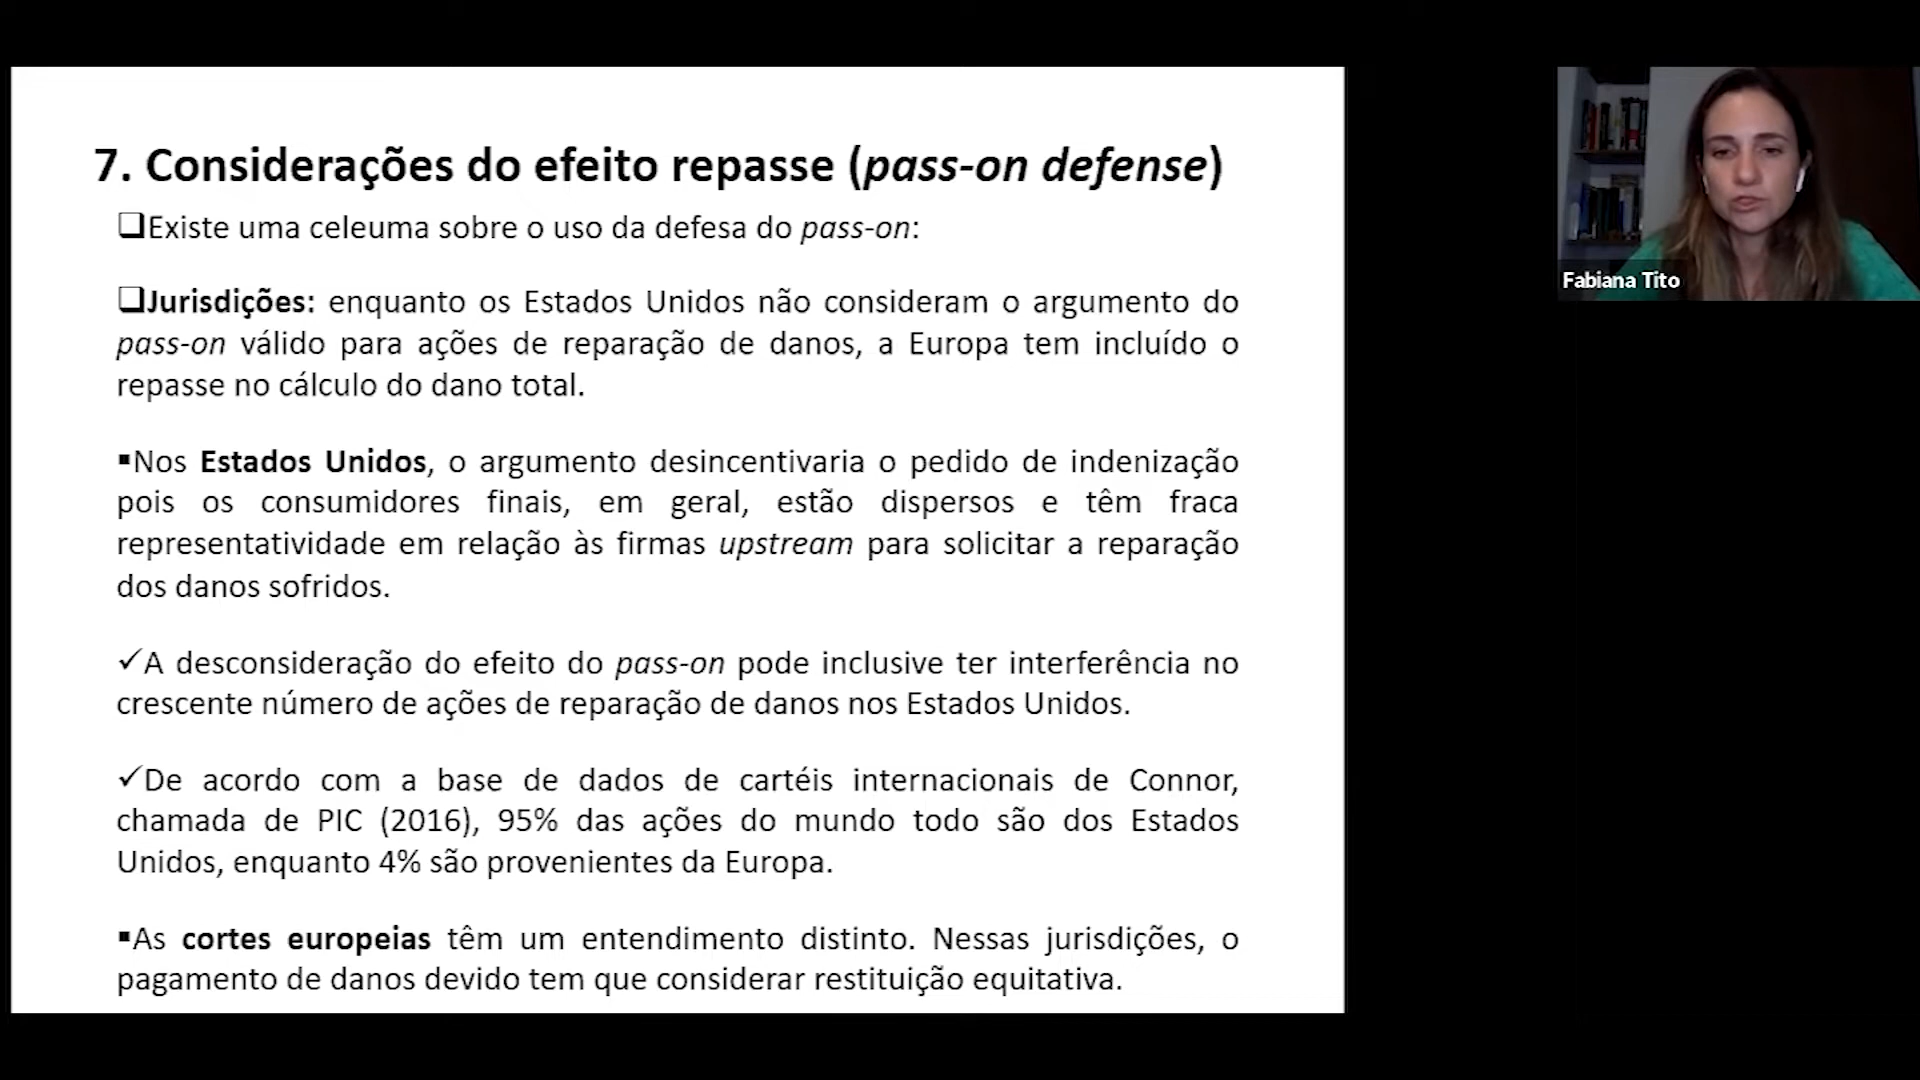 7. Considerações do efeito repasse (pass-on defense)
❑Existe uma celeuma sobre o uso da defesa do pass-on:
❑Jurisdições: enquanto os Estados Unidos não consideram o argumento do
pass-on válido para ações de reparação de danos, a Europa tem incluído o
repasse no cálculo do dano total.
▪Nos Estados Unidos, o argumento desincentivaria o pedido de indenização
pois os consumidores finais, em geral, estão dispersos e têm fraca
representatividade em relação às firmas upstream para solicitar a reparação
dos danos sofridos.
✓A desconsideração do efeito do pass-on pode inclusive ter interferência no
crescente número de ações de reparação de danos nos Estados Unidos.
✓De acordo com a base de dados de cartéis internacionais de Connor,
chamada de PIC (2016), 95% das ações do mundo todo são dos Estados
Unidos, enquanto 4% são provenientes da Europa.
▪As cortes europeias têm um entendimento distinto. Nessas jurisdições, o
pagamento de danos devido tem que considerar restituição equitativa.
Fabiana Tito